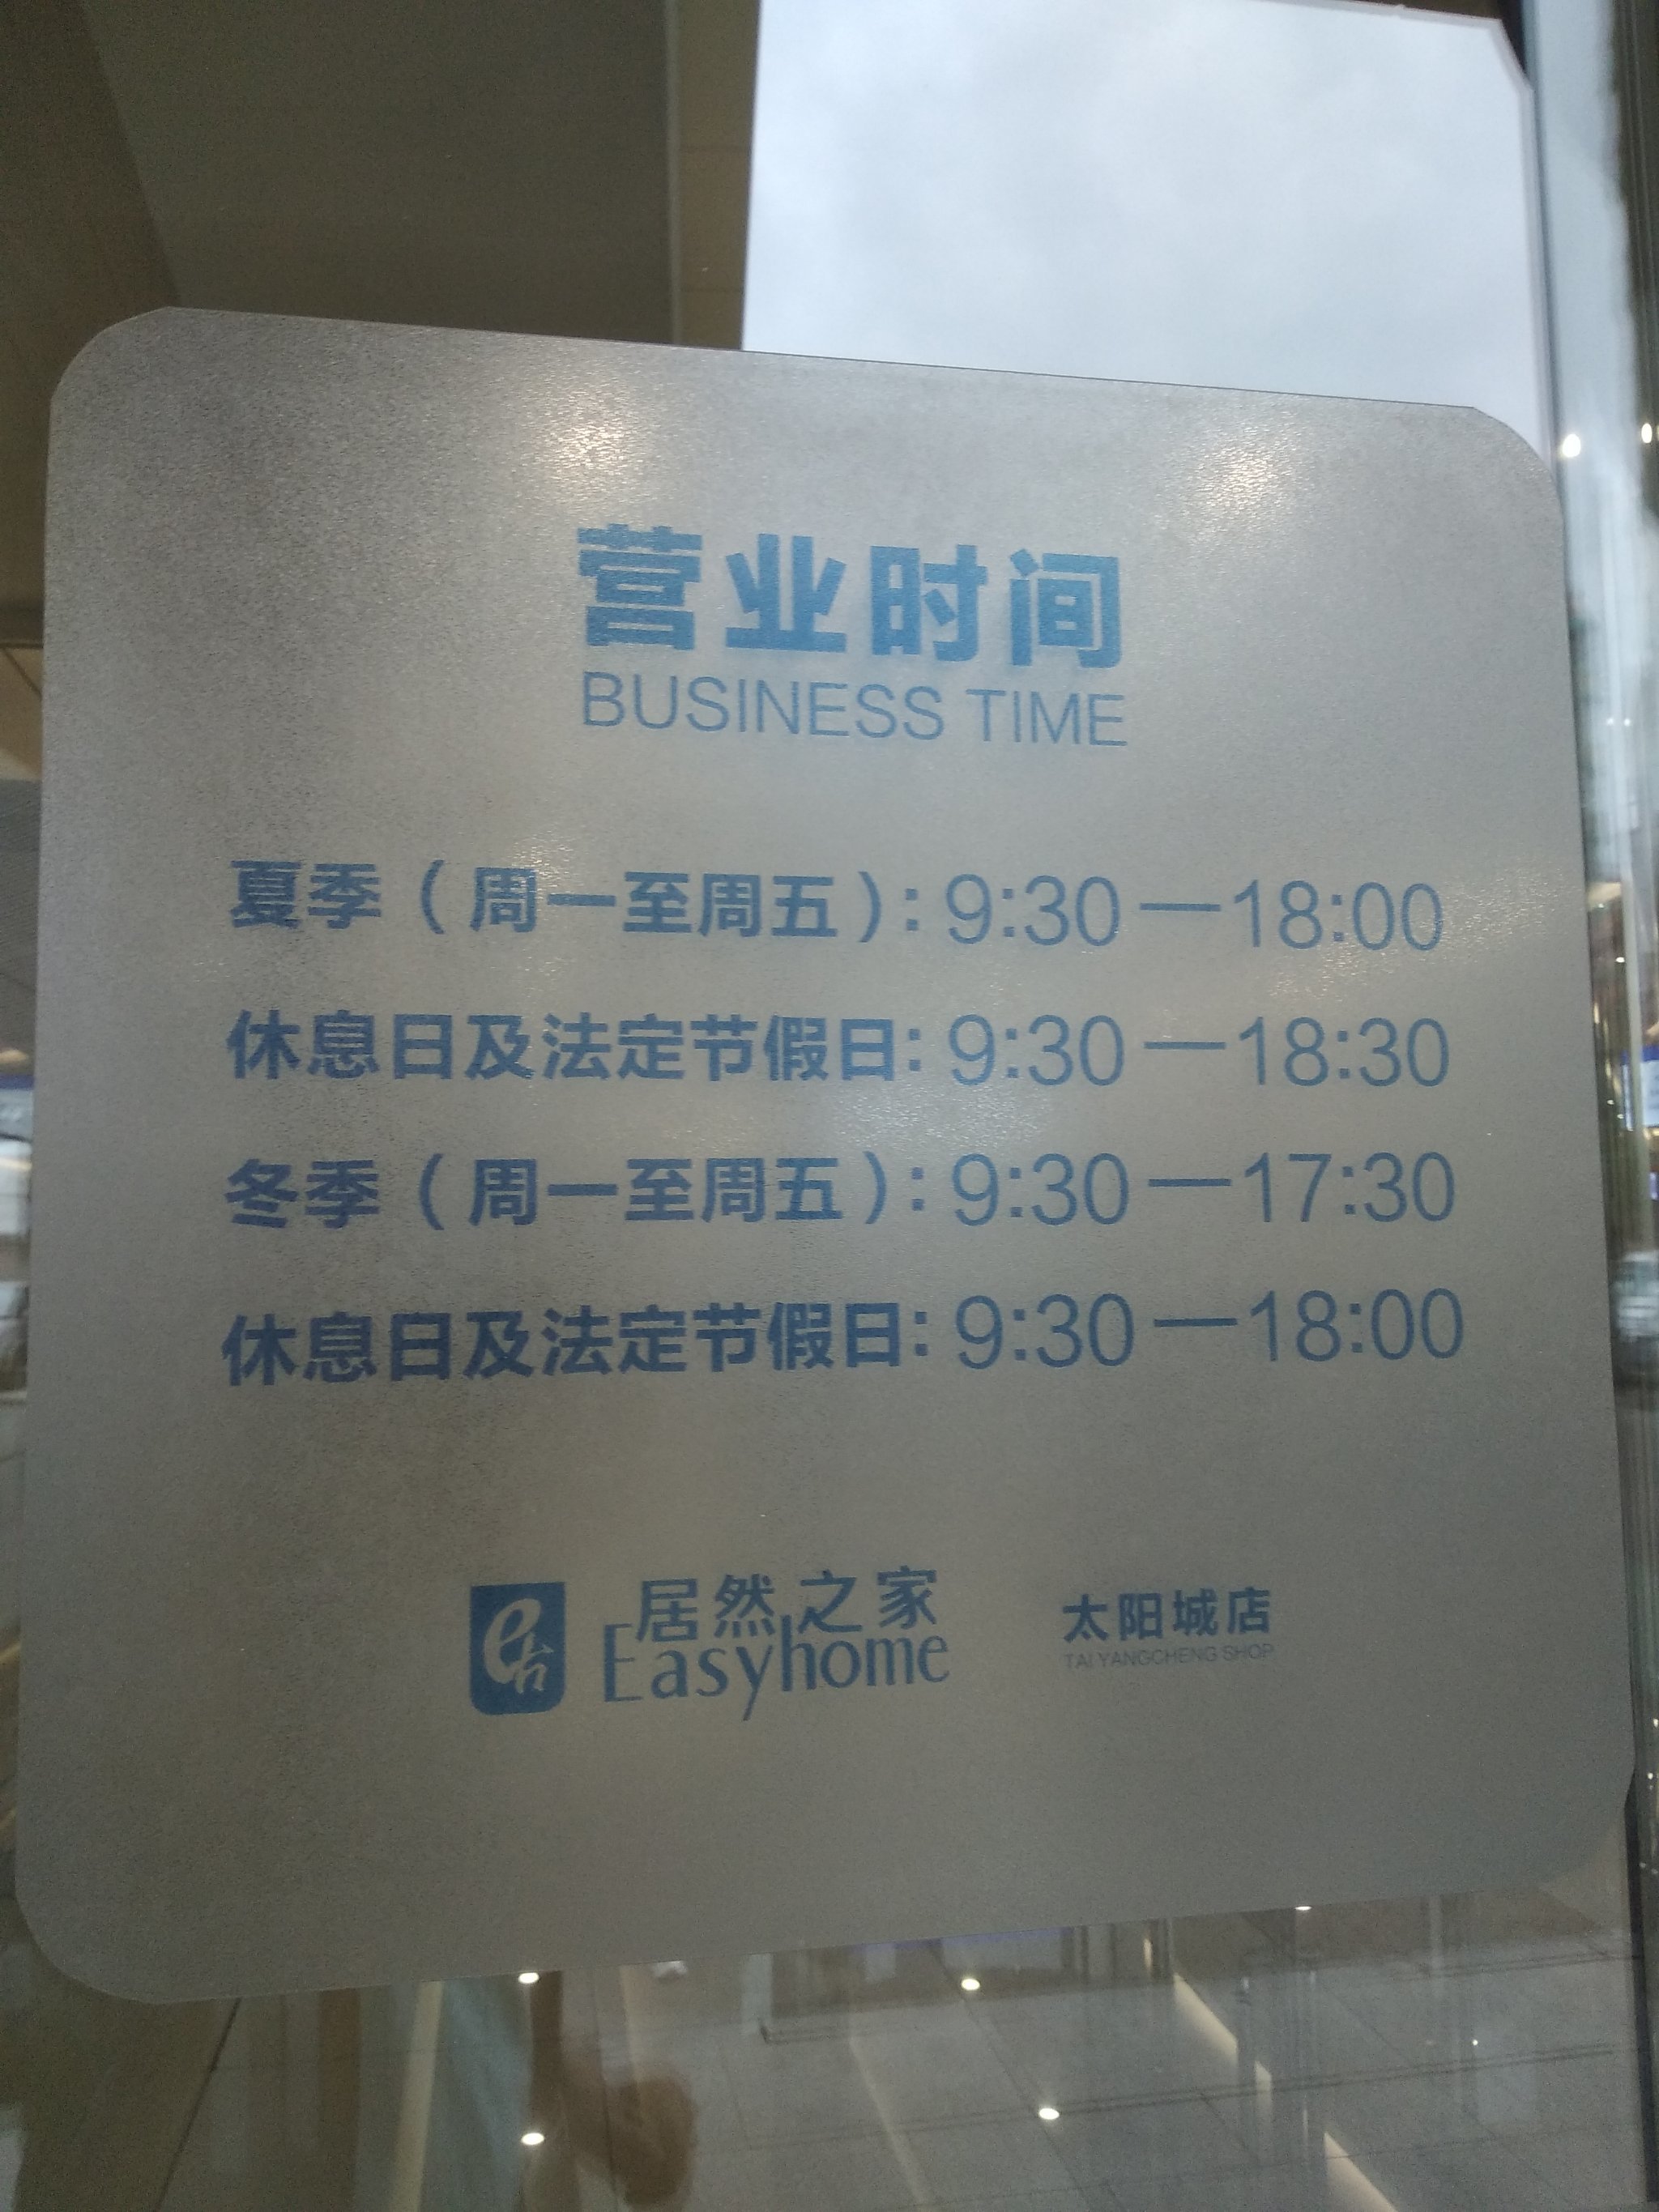 营业时间
BUSINESS TIME
夏季（周一至周五）：9:30—18:00
休息日及法定节假日：9:30—18:30
冬季（周一至周五）：9:30—17:30
休息日及法定节假日：9:30—18:00
居然之家
Easyhome
太阳城店
TAI YANGCHENG SHOP